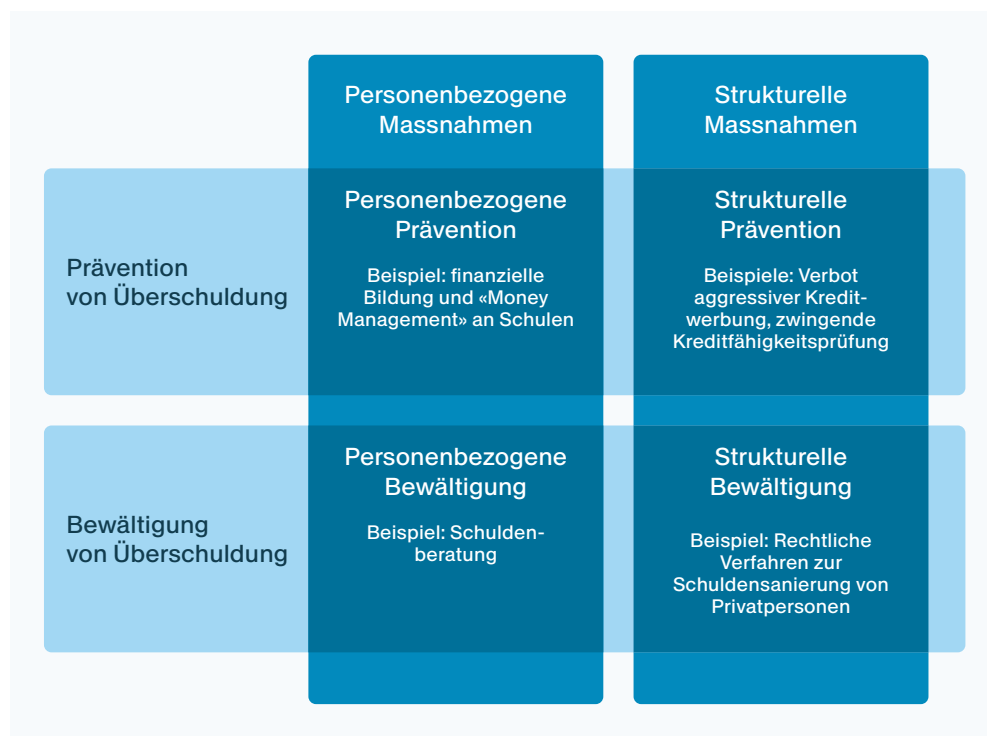 Personenbezogene
Massnahmen
Strukturelle
Massnahmen
Prävention
von Überschuldung
Personenbezogene
Prävention
Beispiel: finanzielle
Bildung und «Money
Management» an Schulen
Strukturelle
Prävention
Beispiele: Verbot
aggressiver Kredit-
werbung, zwingende
Kreditfähigkeitsprüfung
Bewältigung
von Überschuldung
Personenbezogene
Bewältigung
Beispiel: Schulden-
beratung
Strukturelle
Bewältigung
Beispiel: Rechtliche
Verfahren zur
Schuldensanierung von
Privatpersonen